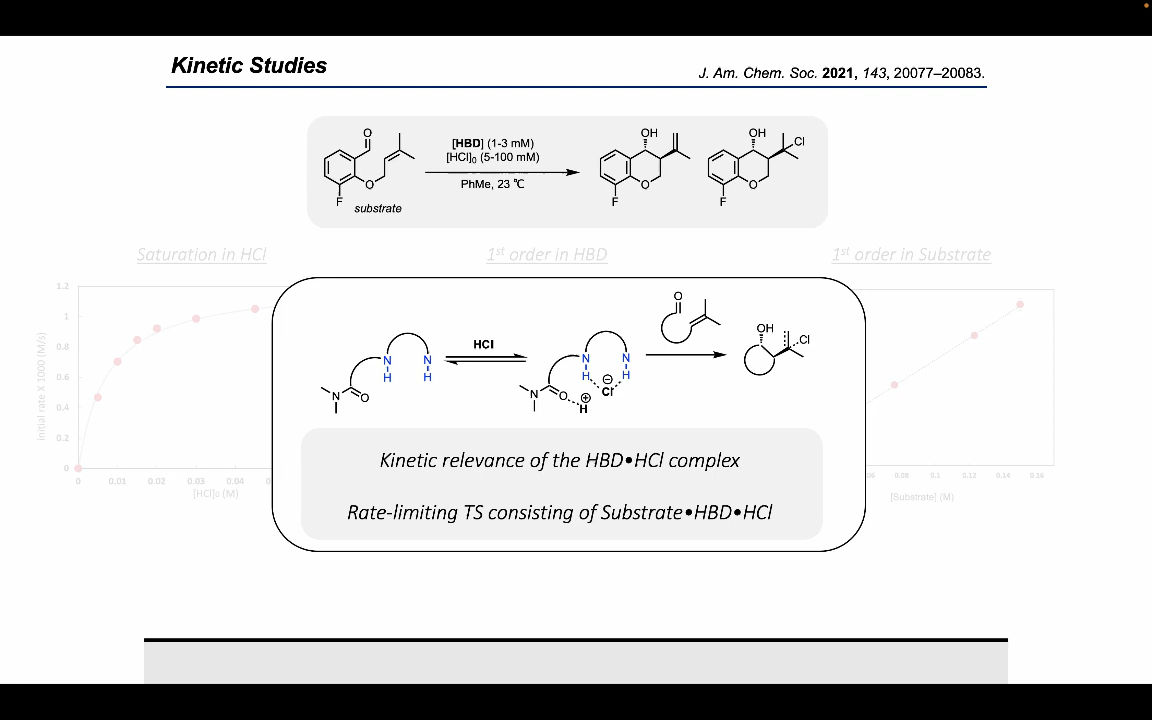 Kinetic Studies
J. Am. Chem. Soc. 2021, 143, 20077–20083.
O
O
F
substrate
[HBD] (1-3 mM)
[HCl]₀ (5-100 mM)
PhMe, 23 ℃
OH
O
F
OH
Cl
O
F
Saturation in HCl
1st order in HBD
1st order in Substrate
initial rate X 1000 (M/s)
1.2
1
0.8
0.6
0.4
0.2
0
0 0.01 0.02 0.03 0.04
[HCl]₀ (M)
0.08 0.1 0.12 0.14 0.16
[Substrate] (M)
N
O
N
H
N
H
HCl
N
O
H
⊕
N
H
N
H
⊖
Cl
O
OH
Cl
Kinetic relevance of the HBD•HCl complex
Rate-limiting TS consisting of Substrate•HBD•HCl